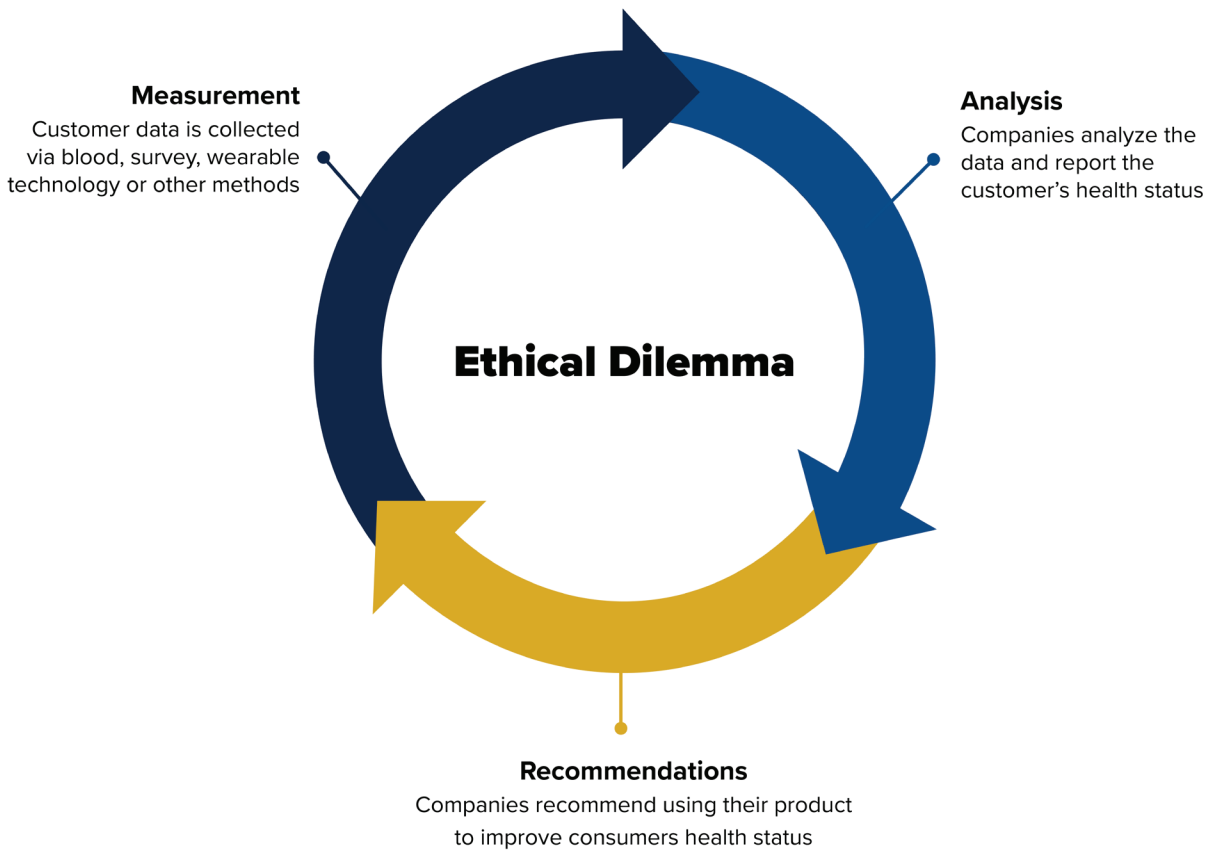 Measurement
Customer data is collected
via blood, survey, wearable
technology or other methods
Analysis
Companies analyze the
data and report the
customer’s health status
Ethical Dilemma
Recommendations
Companies recommend using their product
to improve consumers health status